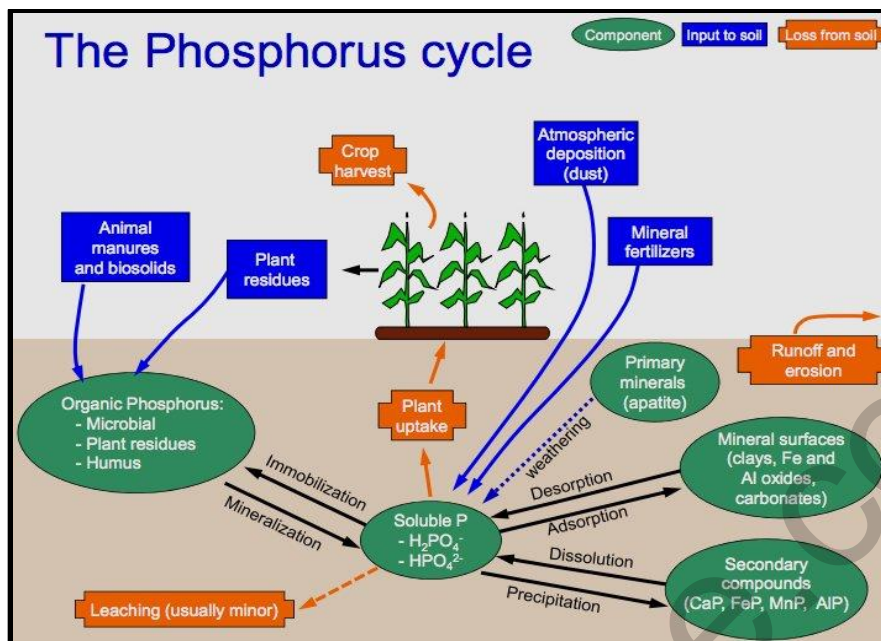 The Phosphorus cycle
Component
Input to soil
Loss from soil
Crop
harvest
Atmospheric
deposition
(dust)
Animal
manures
and biosolids
Plant
residues
Mineral
fertilizers
Runoff and
erosion
Primary
minerals
(apatite)
Plant
uptake
weathering
Organic Phosphorus:
- Microbial
- Plant residues
- Humus
Mineral surfaces
(clays, Fe and
Al oxides,
carbonates)
Immobilization
Mineralization
Desorption
Adsorption
Soluble P
- H₂PO₄⁻
- HPO₄²⁻
Dissolution
Precipitation
Secondary
compounds
(CaP, FeP, MnP, AlP)
Leaching (usually minor)